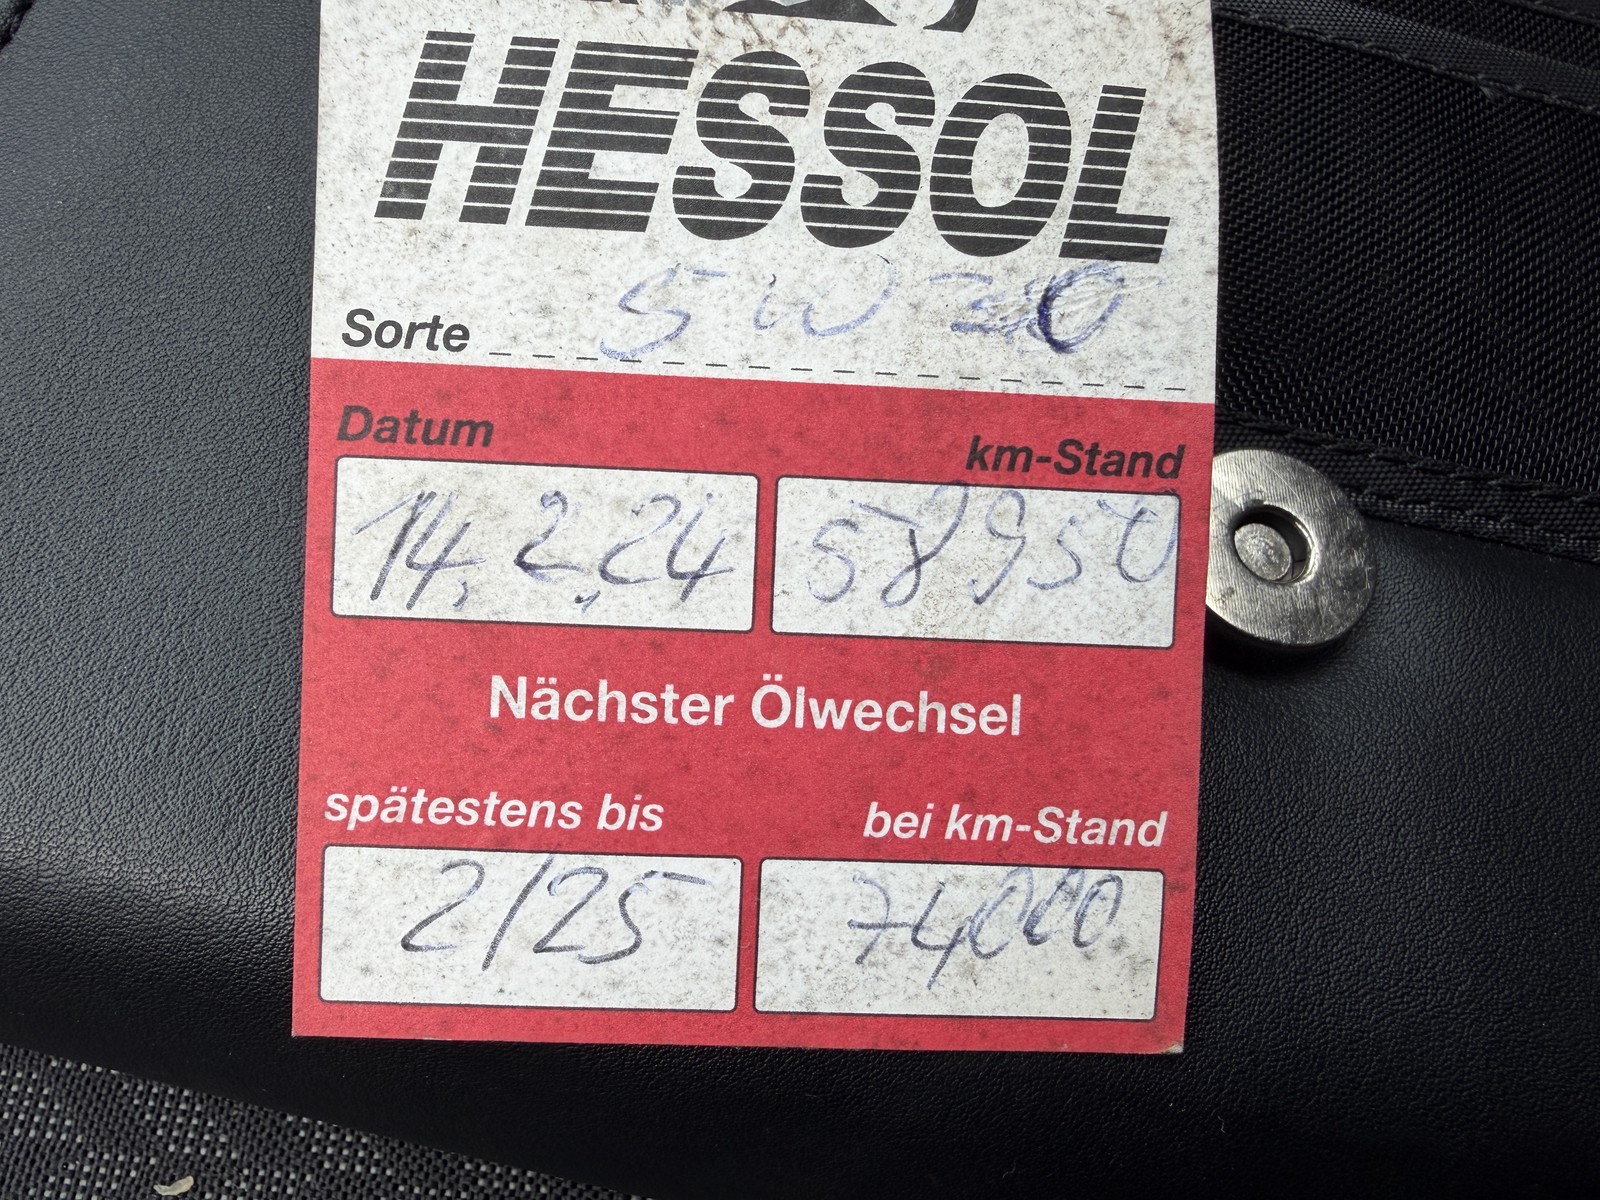 HESSOL
Sorte 5W30
Datum km-Stand
14,2,24 58950
Nächster Ölwechsel
spätestens bis bei km-Stand
2/25 74000